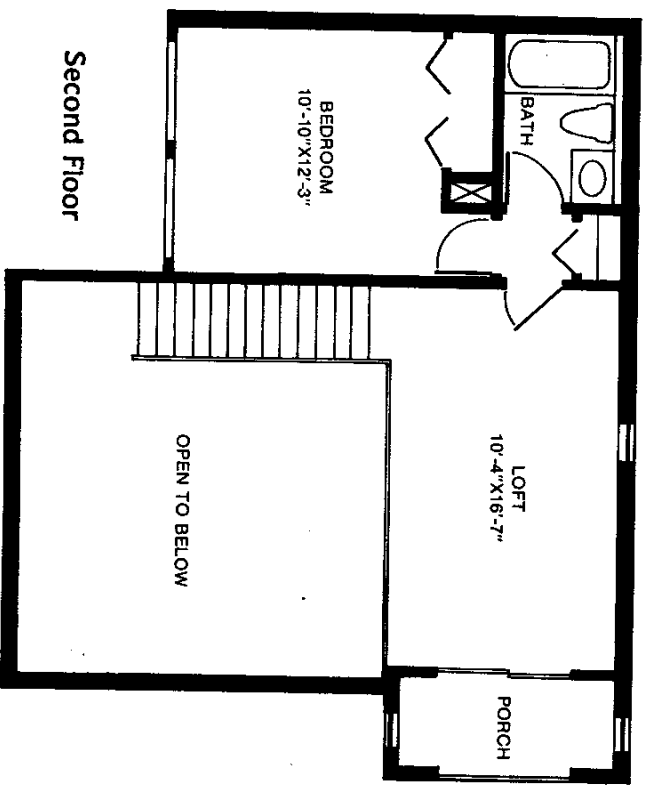 Second Floor
BEDROOM
10'-10"X12'-3"
BATH
LOFT
10'-4"X16'-7"
OPEN TO BELOW
PORCH